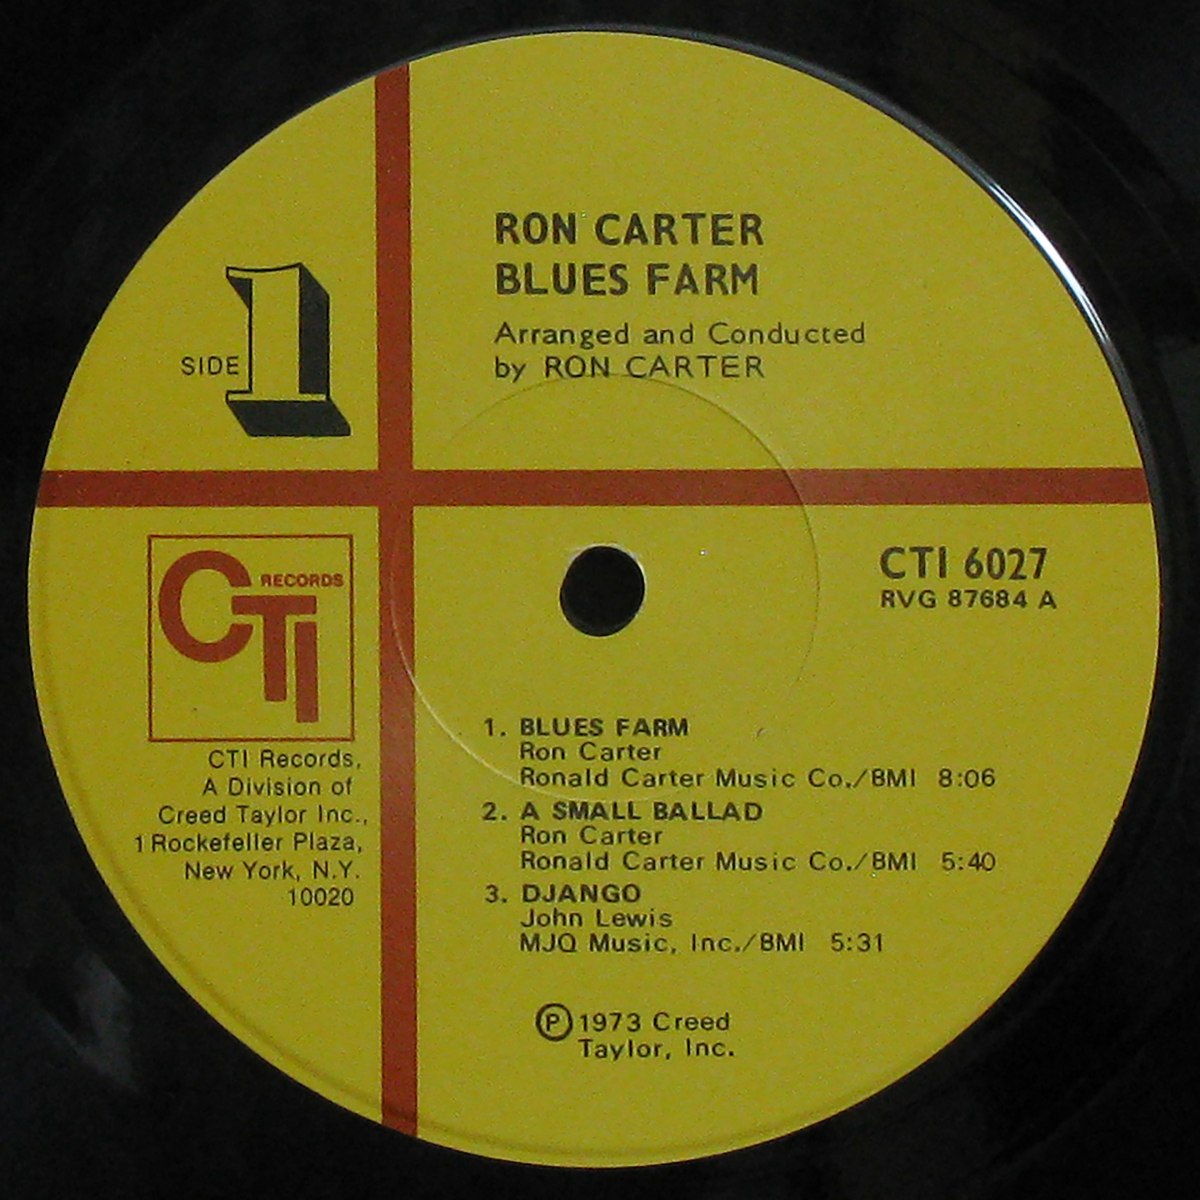 RON CARTER
BLUES FARM
Arranged and Conducted
by RON CARTER
SIDE 1
CTI RECORDS
CTI Records,
A Division of
Creed Taylor Inc.,
1 Rockefeller Plaza,
New York, N.Y.
10020
CTI 6027
RVG 87684 A
1. BLUES FARM
Ron Carter
Ronald Carter Music Co./BMI 8:06
2. A SMALL BALLAD
Ron Carter
Ronald Carter Music Co./BMI 5:40
3. DJANGO
John Lewis
MJQ Music, Inc./BMI 5:31
Ⓟ 1973 Creed
Taylor, Inc.